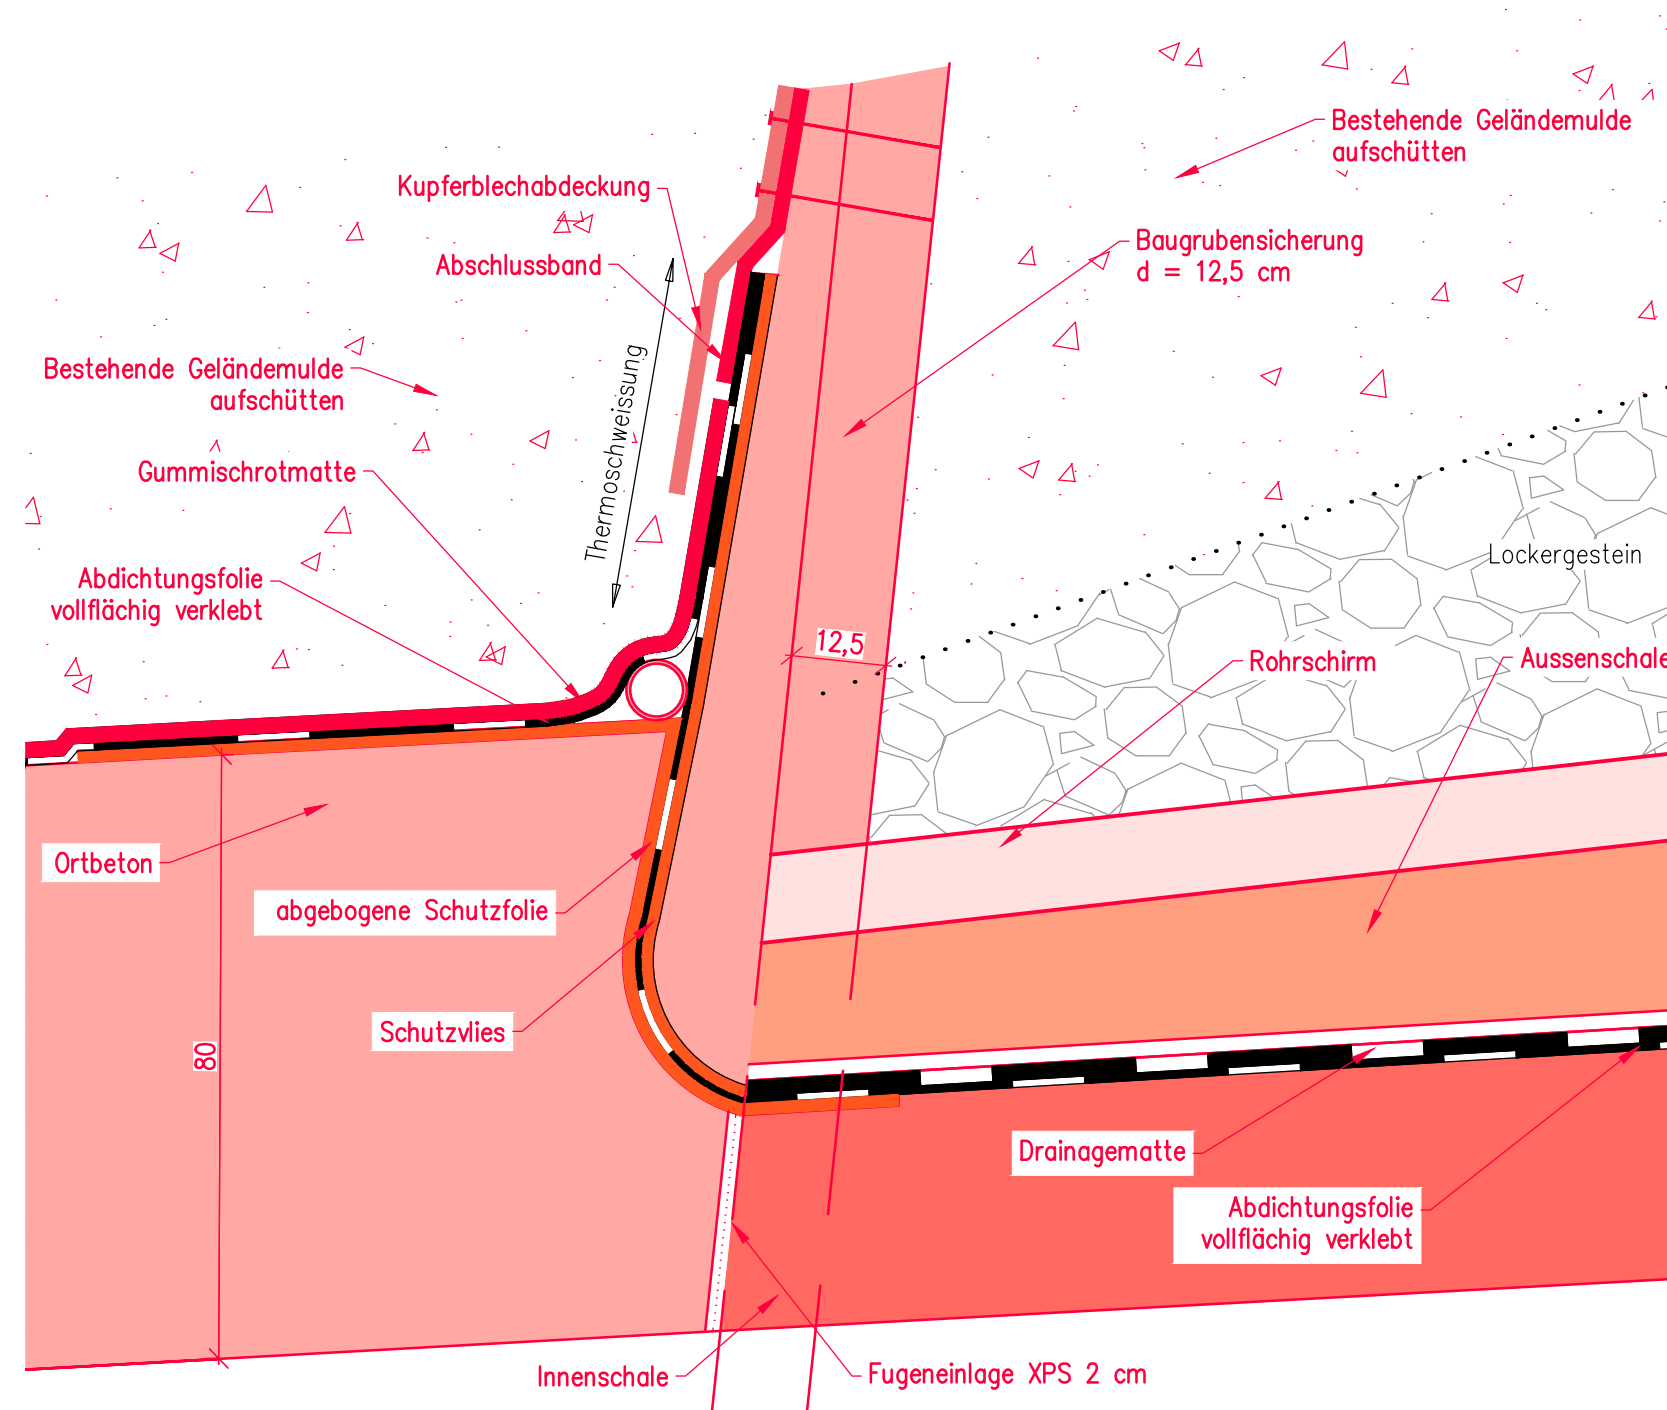 Bestehende Geländemulde
aufschütten
Kupferblechabdeckung
Baugrubensicherung
d = 12,5 cm
Abschlussband
Thermoschweissung
Bestehende Geländemulde
aufschütten
Gummischrotmatte
Lockergestein
Abdichtungsfolie
vollflächig verklebt
12,5
Rohrschirm
Aussenschale
Ortbeton
abgebogene Schutzfolie
Schutzvlies
80
Drainagematte
Abdichtungsfolie
vollflächig verklebt
Innenschale
Fugeneinlage XPS 2 cm